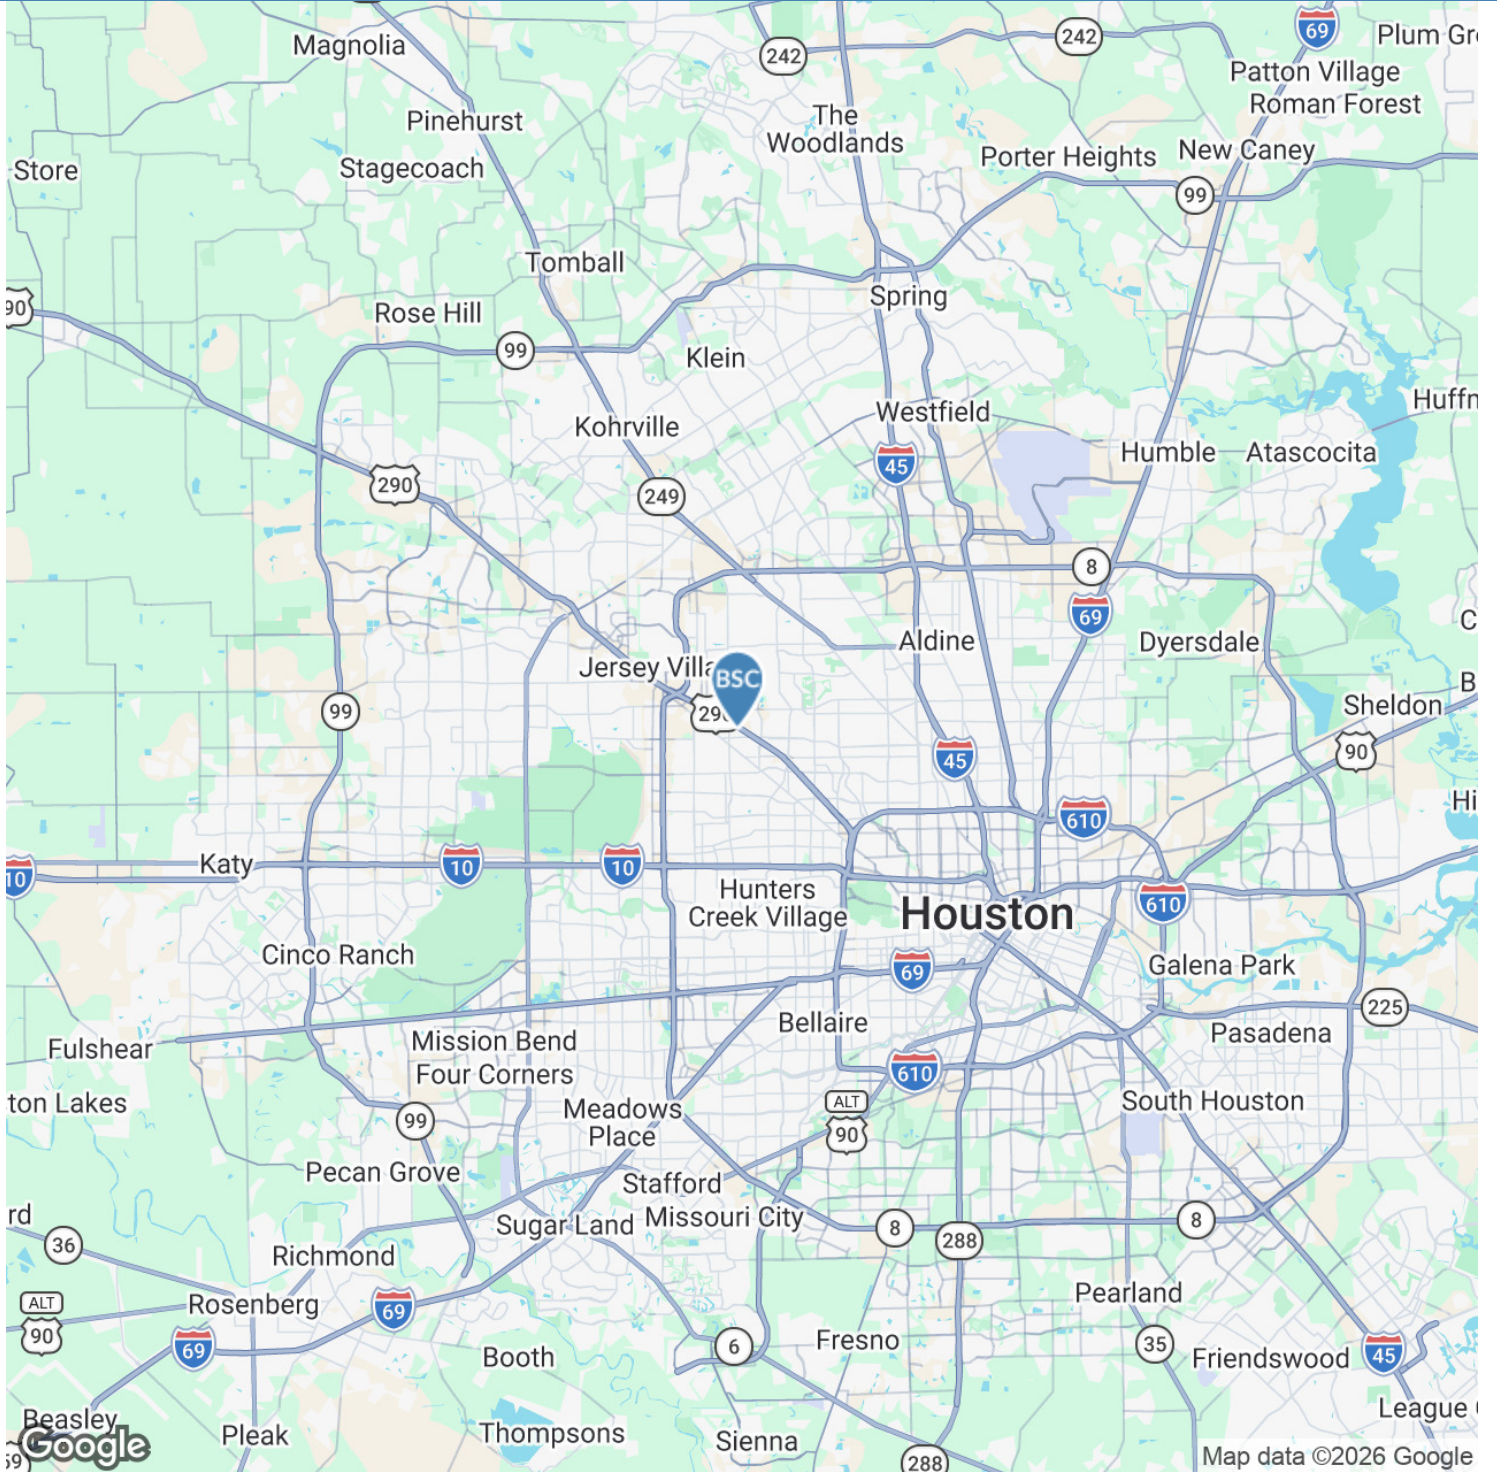 Magnolia
242
242
69
Plum Gr
Patton Village
Roman Forest
Pinehurst
The
Woodlands
Store
Stagecoach
Porter Heights
New Caney
99
Tomball
90
Rose Hill
Spring
99
Klein
Huffn
Westfield
Kohrville
45
Humble
Atascocita
290
249
8
69
C
Aldine
Dyersdale
Jersey Villa
BSC
B
99
290
Sheldon
45
90
Hi
610
Katy
10
10
10
Hunters
Creek Village
Houston
610
Cinco Ranch
69
Galena Park
225
Bellaire
Pasadena
Mission Bend
Fulshear
Four Corners
610
ton Lakes
99
Meadows
Place
ALT
90
South Houston
Pecan Grove
Stafford
rd
Sugar Land
Missouri City
8
8
36
288
Richmond
Pearland
ALT
90
Rosenberg
69
69
6
Fresno
35
Booth
Friendswood
45
Beasley
Pleak
Thompsons
Sienna
League
59
Google
288
Map data ©2026 Google